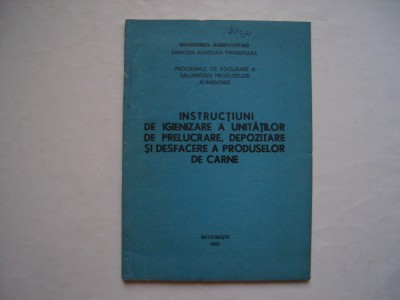 MINISTERUL AGRICULTURII
DIRECȚIA SANITARĂ VETERINARĂ
PROGRAMUL DE ASIGURARE A
SALUBRITĂȚII PRODUSELOR
ALIMENTARE
INSTRUCȚIUNI
DE IGIENIZARE A UNITĂȚILOR
DE PRELUCRARE, DEPOZITARE
ȘI DESFACERE A PRODUSELOR
DE CARNE
BUCUREȘTI